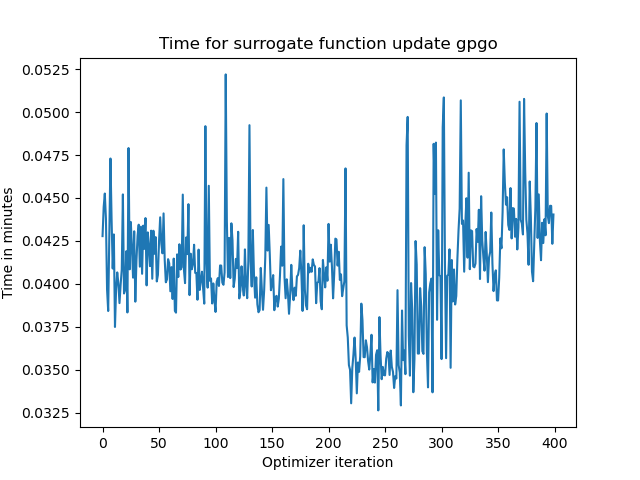 Time for surrogate function update gpgo
0.0525
0.0500
0.0475
0.0450
0.0425
0.0400
0.0375
0.0350
0.0325
Time in minutes
0 50 100 150 200 250 300 350 400
Optimizer iteration